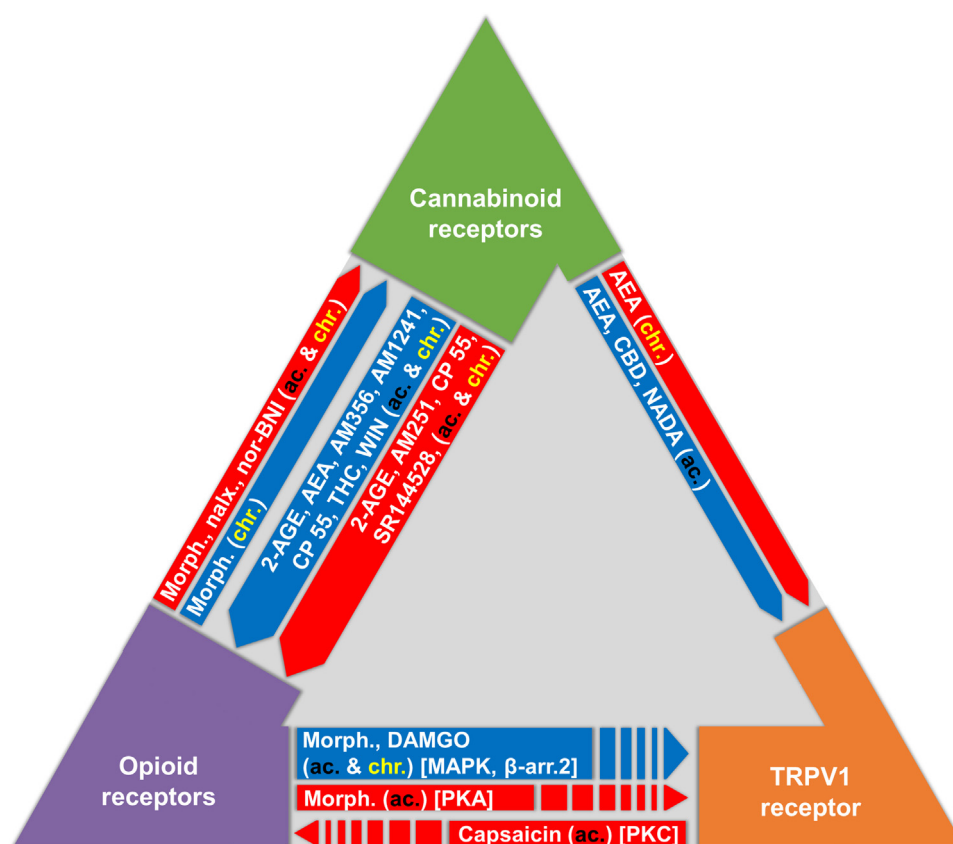 Cannabinoid
receptors
Morph., nalx., nor-BNI (ac. & chr.)
Morph. (chr.)
2-AGE, AEA, AM356, AM1241,
CP 55, THC, WIN (ac. & chr.)
2-AGE, AM251, CP 55,
SR144528, (ac. & chr.)
AEA (chr.)
AEA, CBD, NADA (ac.)
Opioid
receptors
Morph., DAMGO
(ac. & chr.) [MAPK, β-arr.2]
Morph. (ac.) [PKA]
Capsaicin (ac.) [PKC]
TRPV1
receptor